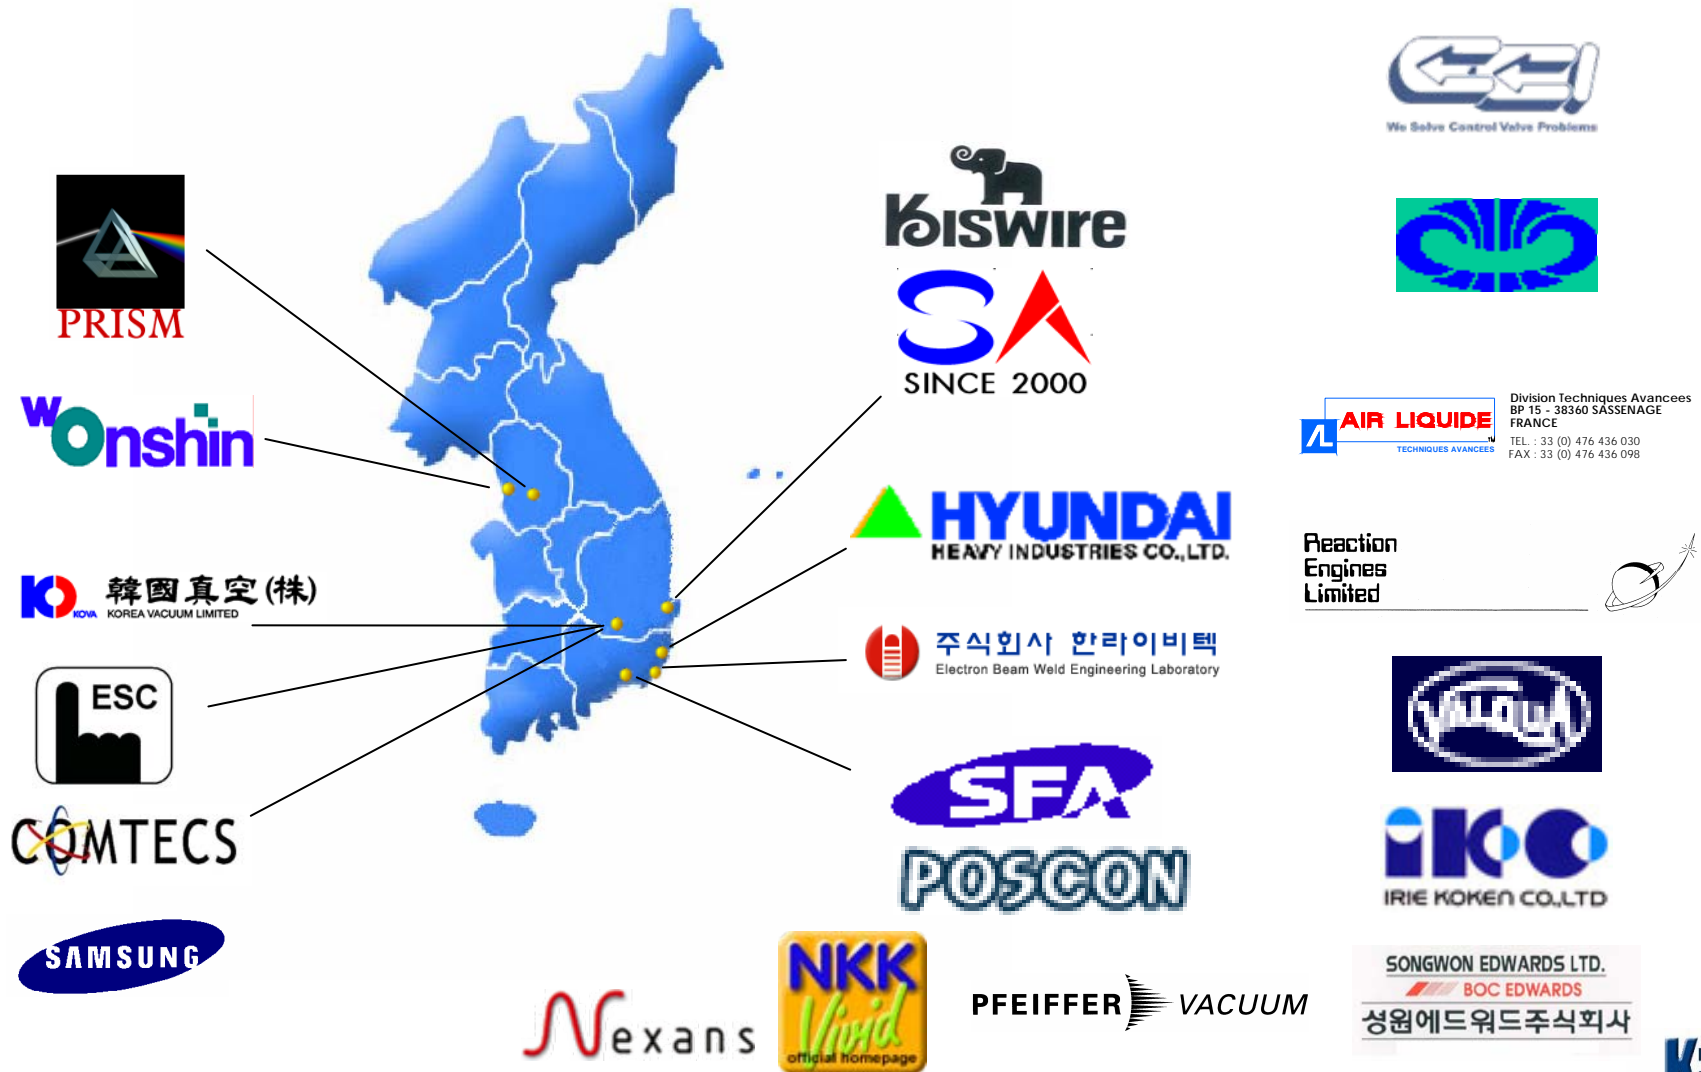 CCI
We Solve Control Valve Problems
KISWIRE
PRISM
SA
SINCE 2000
Wonshin
AIR LIQUIDE
TECHNIQUES AVANCEES
Division Techniques Avancees
BP 15 - 38360 SASSENAGE
FRANCE
TEL. : 33 (0) 476 436 030
FAX : 33 (0) 476 436 098
HYUNDAI
HEAVY INDUSTRIES CO.,LTD.
Reaction
Engines
Limited
KOVA
韓國真空(株)
KOREA VACUUM LIMITED
주식회사 한라이비텍
Electron Beam Weld Engineering Laboratory
ESC
VALQUA
SFA
COMTECS
POSCON
iKC
IRIE KOKEN CO.,LTD
SAMSUNG
Nexans
NKK
Vivid
official homepage
PFEIFFER VACUUM
SONGWON EDWARDS LTD.
BOC EDWARDS
성원에드워드주식회사